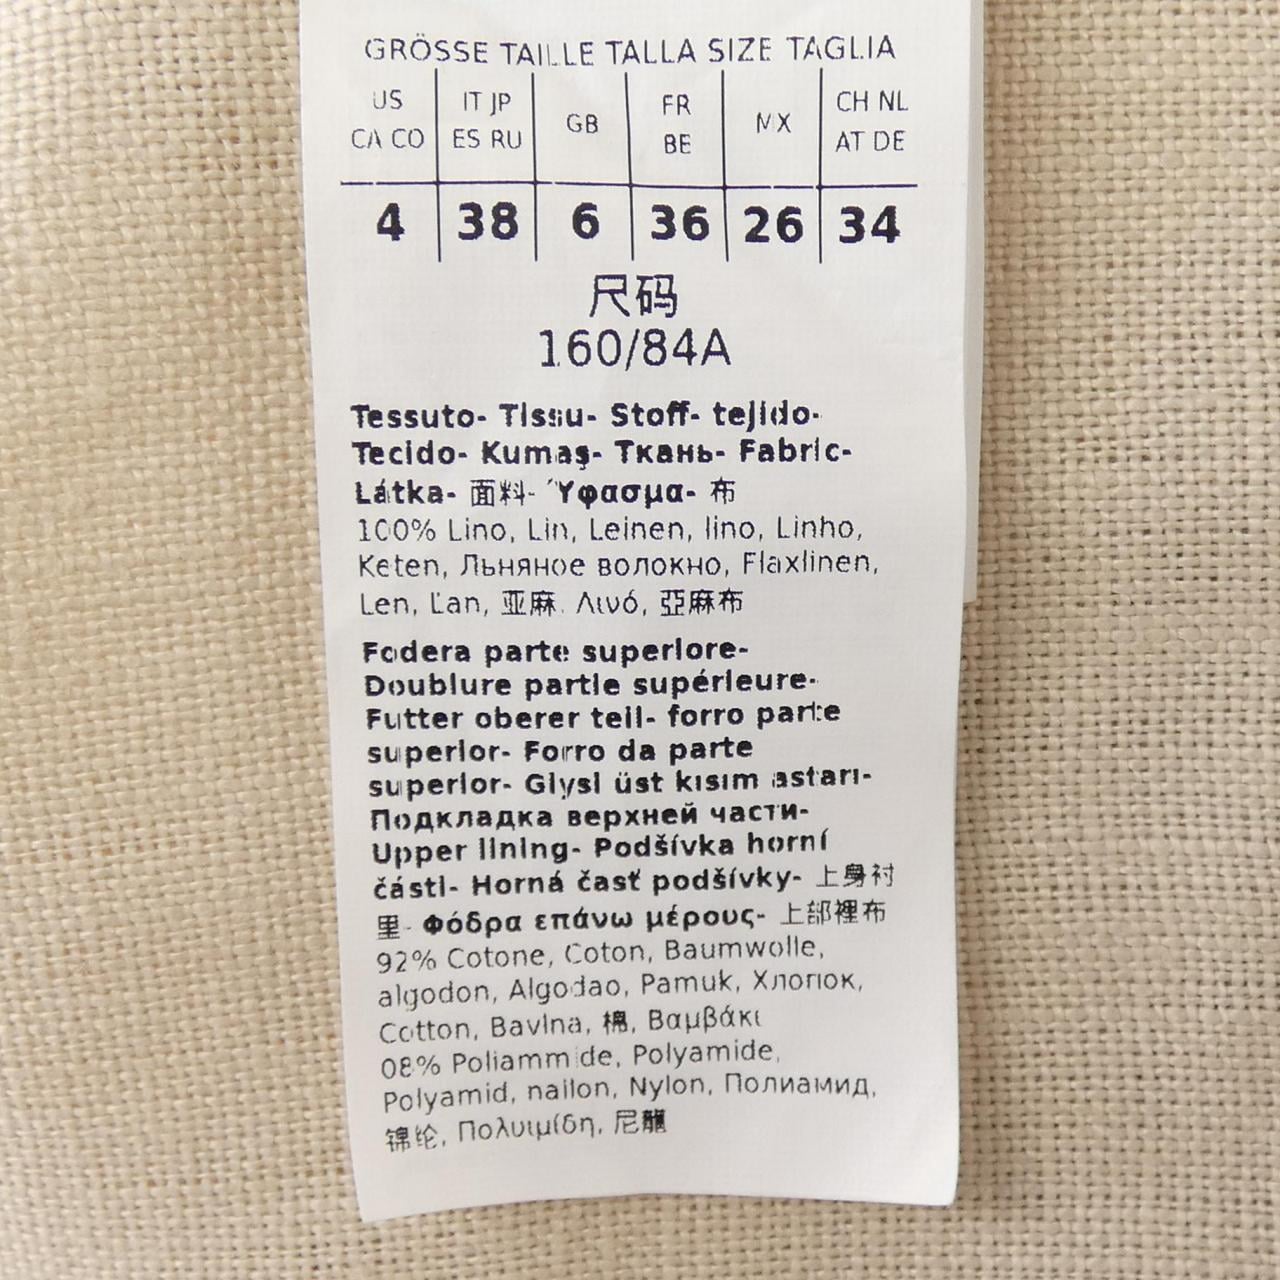 GRÖSSE TAILLE TALLA SIZE TAGLIA
US CA CO
IT JP ES RU
GB
FR BE
MX
CH NL AT DE
4 38 6 36 26 34
尺码
160/84A
Tessuto- Tissu- Stoff- tejido-
Tecido- Kumaş- Ткань- Fabric-
Látka- 面料- Ύφασμα- 布
100% Lino, Lin, Leinen, lino, Linho,
Keten, Льняное волокно, Flaxlinen,
Len, Ľan, 亚麻, Λινό, 亞麻布
Fodera parte superiore-
Doublure partie supérieure-
Futter oberer teil- forro parte
superior- Forro da parte
superior- Giysi üst kısım astarı-
Подкладка верхней части-
Upper lining- Podšívka horní
části- Horná časť podšívky- 上身衬
里- Φόδρα επάνω μέρους- 上部裡布
92% Cotone, Coton, Baumwolle,
algodon, Algodao, Pamuk, Хлопок,
Cotton, Bavlna, 棉, Βαμβάκι
08% Poliammide, Polyamide,
Polyamid, nailon, Nylon, Полиамид,
锦纶, Πολυιμίδη, 尼龍